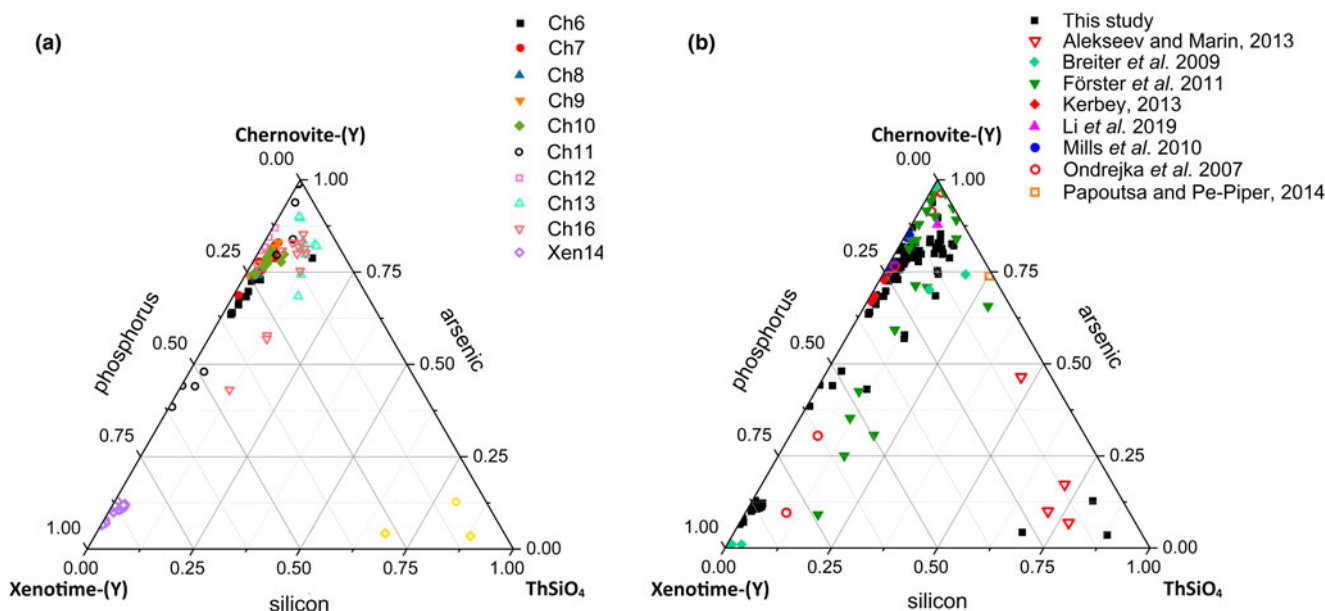 (a)
Ch6
Ch7
Ch8
Ch9
Ch10
Ch11
Ch12
Ch13
Ch16
Xen14
Chernovite-(Y)
0.00
1.00
0.25
0.75
phosphorus
arsenic
0.50
0.50
0.75
0.25
1.00
0.00
0.00 0.25 0.50 0.75 1.00
Xenotime-(Y)
ThSiO₄
silicon
(b)
This study
Alekseev and Marin, 2013
Breiter et al. 2009
Förster et al. 2011
Kerbey, 2013
Li et al. 2019
Mills et al. 2010
Ondrejka et al. 2007
Papoutsa and Pe-Piper, 2014
Chernovite-(Y)
0.00
1.00
0.25
0.75
phosphorus
arsenic
0.50
0.50
0.75
0.25
1.00
0.00
0.00 0.25 0.50 0.75 1.00
Xenotime-(Y)
ThSiO₄
silicon